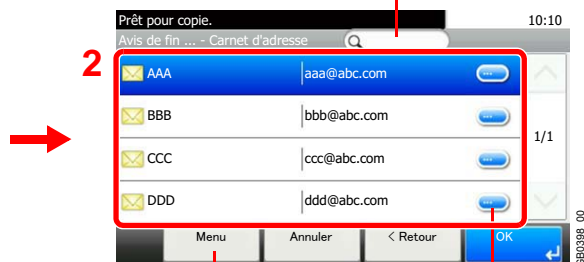 Prêt pour copie. 10:10
Avis de fin ... - Carnet d'adresse
2
AAA aaa@abc.com ...
BBB bbb@abc.com ...
1/1
CCC ccc@abc.com ...
DDD ddd@abc.com ...
Menu Annuler < Retour OK